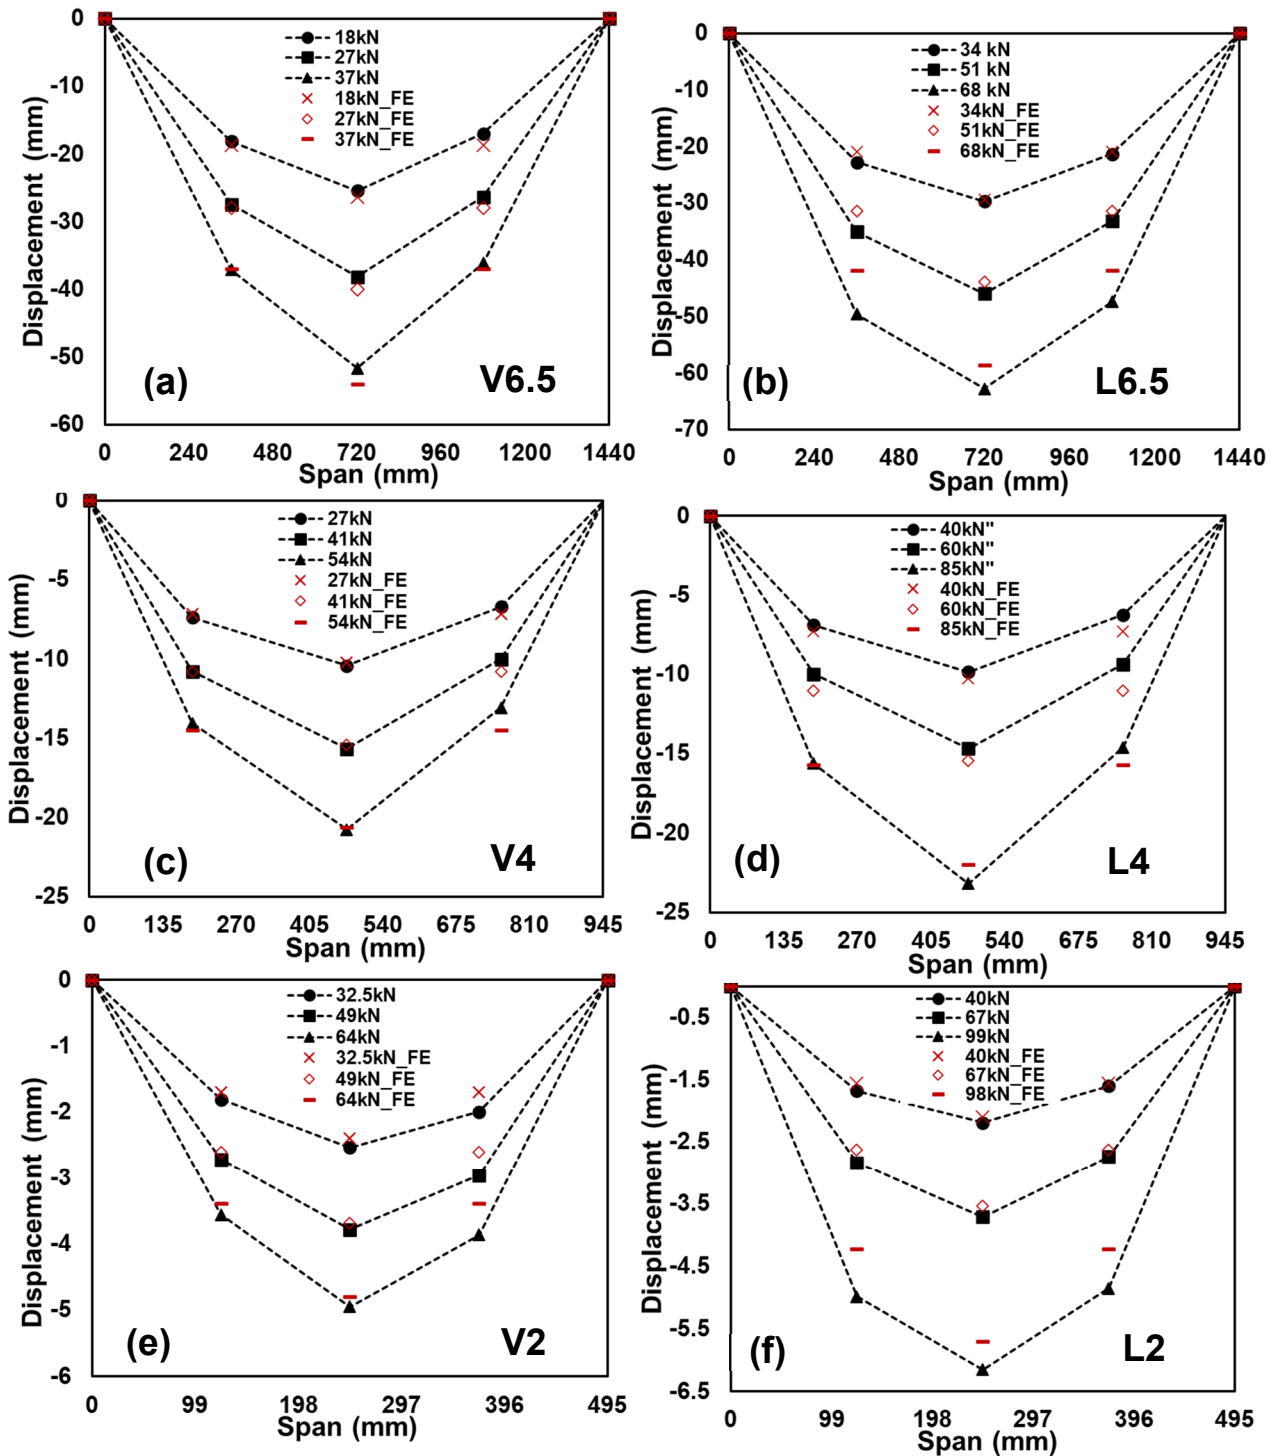 0
-10
-20
-30
-40
-50
-60
Displacement (mm)
18kN
27kN
37kN
18kN_FE
27kN_FE
37kN_FE
(a)
V6.5
0 240 480 720 960 1200 1440
Span (mm)
0
-10
-20
-30
-40
-50
-60
-70
Displacement (mm)
34 kN
51 kN
68 kN
34kN_FE
51kN_FE
68kN_FE
(b)
L6.5
0 240 480 720 960 1200 1440
Span (mm)
0
-5
-10
-15
-20
-25
Displacement (mm)
27kN
41kN
54kN
27kN_FE
41kN_FE
54kN_FE
(c)
V4
0 135 270 405 540 675 810 945
Span (mm)
0
-5
-10
-15
-20
-25
Displacement (mm)
40kN"
60kN"
85kN"
40kN_FE
60kN_FE
85kN_FE
(d)
L4
0 135 270 405 540 675 810 945
Span (mm)
0
-1
-2
-3
-4
-5
-6
Displacement (mm)
32.5kN
49kN
64kN
32.5kN_FE
49kN_FE
64kN_FE
(e)
V2
0 99 198 297 396 495
Span (mm)
-0.5
-1.5
-2.5
-3.5
-4.5
-5.5
-6.5
Displacement (mm)
40kN
67kN
99kN
40kN_FE
67kN_FE
98kN_FE
(f)
L2
0 99 198 297 396 495
Span (mm)